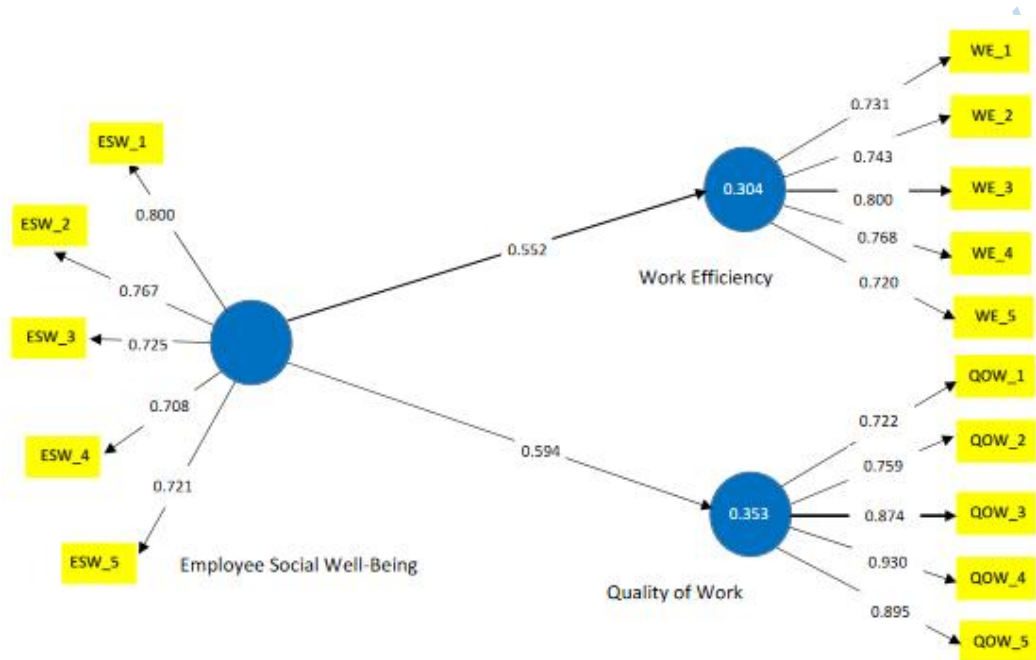 WE_1
0.731
WE_2
0.743
ESW_1
0.800
0.304
WE_3
0.800
ESW_2
0.768
WE_4
0.552
Work Efficiency
0.767
0.720
WE_5
ESW_3
0.725
QOW_1
0.708
0.722
QOW_2
ESW_4
0.594
0.759
0.721
0.353
0.874
QOW_3
ESW_5
Employee Social Well-Being
0.930
QOW_4
Quality of Work
0.895
QOW_5